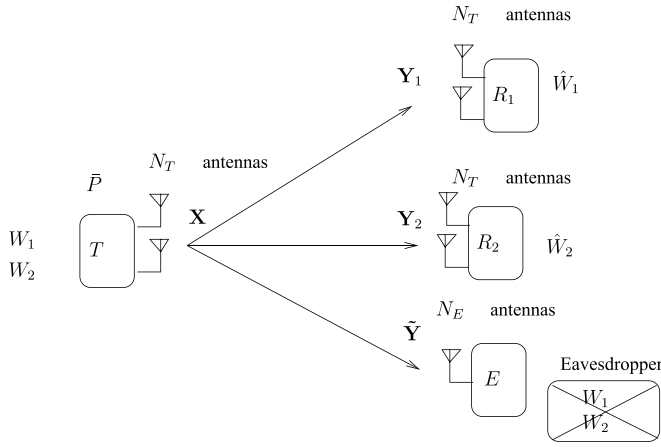 N_T antennas
Y_1
R_1
Ŵ_1
N_T antennas
P̄
X
W_1
W_2
T
N_T antennas
Y_2
R_2
Ŵ_2
N_E antennas
Ỹ
E
Eavesdropper
W_1
W_2